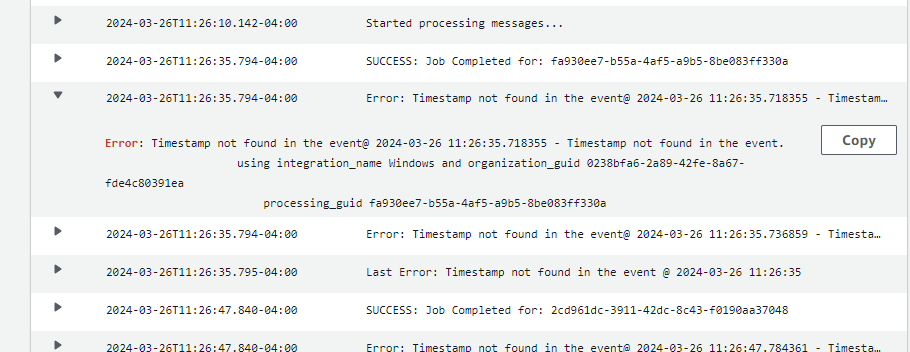 2024-03-26T11:26:10.142-04:00 Started processing messages...
2024-03-26T11:26:35.794-04:00 SUCCESS: Job Completed for: fa930ee7-b55a-4af5-a9b5-8be083ff330a
2024-03-26T11:26:35.794-04:00 Error: Timestamp not found in the event@ 2024-03-26 11:26:35.718355 - Timestam…
Error: Timestamp not found in the event@ 2024-03-26 11:26:35.718355 - Timestamp not found in the event.
Copy
using integration_name Windows and organization_guid 0238bfa6-2a89-42fe-8a67-
fde4c80391ea
processing_guid fa930ee7-b55a-4af5-a9b5-8be083ff330a
2024-03-26T11:26:35.794-04:00 Error: Timestamp not found in the event@ 2024-03-26 11:26:35.736859 - Timesta…
2024-03-26T11:26:35.795-04:00 Last Error: Timestamp not found in the event @ 2024-03-26 11:26:35
2024-03-26T11:26:47.840-04:00 SUCCESS: Job Completed for: 2cd961dc-3911-42dc-8c43-f0190aa37048
2024-03-26T11:26:47.840-04:00 Error: Timestamp not found in the event@ 2024-03-26 11:26:47.784361 - Timesta…